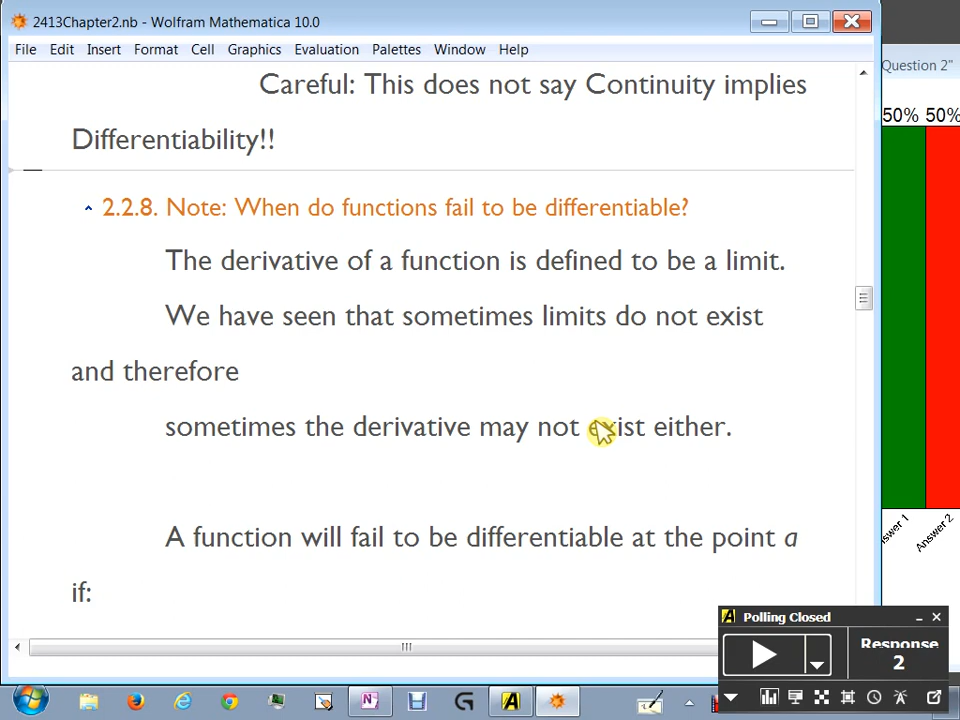 2413Chapter2.nb - Wolfram Mathematica 10.0
File Edit Insert Format Cell Graphics Evaluation Palettes Window Help
Question 2"
Careful: This does not say Continuity implies
Differentiability!!
50% 50%
2.2.8. Note: When do functions fail to be differentiable?
The derivative of a function is defined to be a limit.
We have seen that sometimes limits do not exist
and therefore
sometimes the derivative may not exist either.
A function will fail to be differentiable at the point a
if:
Answer 2
Polling Closed
Response
2